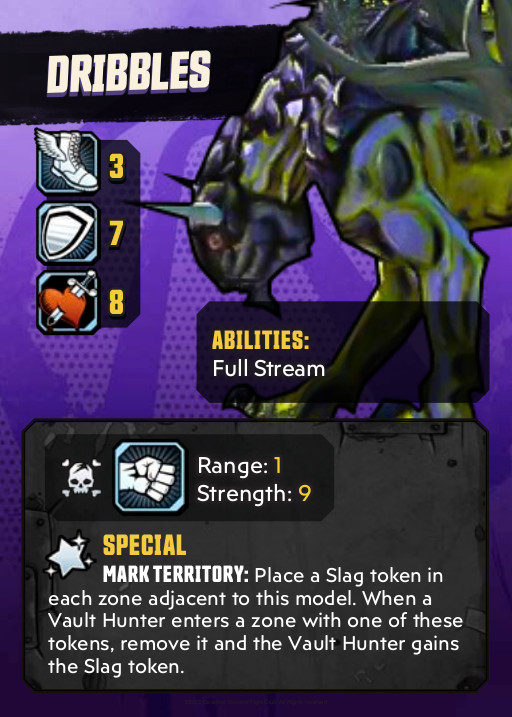 DRIBBLES
3
7
8
ABILITIES:
Full Stream
Range: 1
Strength: 9
SPECIAL
MARK TERRITORY: Place a Slag token in
each zone adjacent to this model. When a
Vault Hunter enters a zone with one of these
tokens, remove it and the Vault Hunter gains
the Slag token.